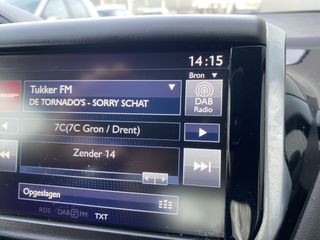 14:15
Bron
Tukker FM
DE TORNADO'S - SORRY SCHAT
DAB
Radio
7C(7C Gron / Drent)
Zender 14
Opgeslagen
RDS DAB FM TXT